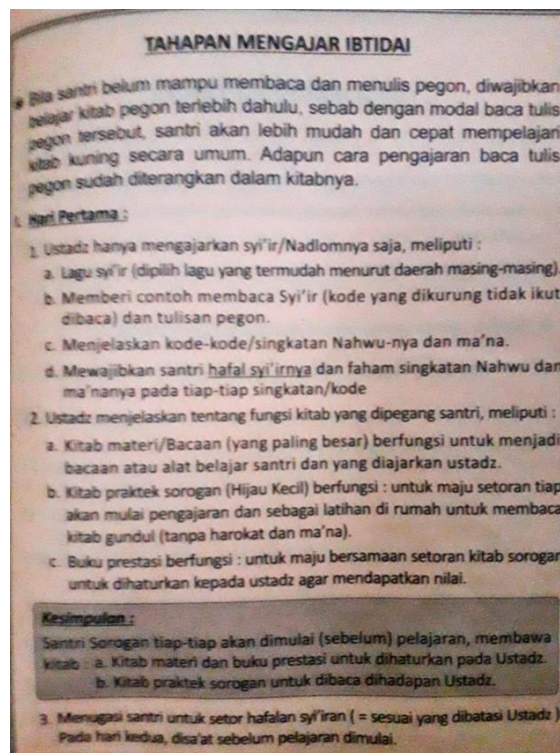 TAHAPAN MENGAJAR IBTIDAI
* Bila santri belum mampu membaca dan menulis pegon, diwajibkan
belajar kitab pegon terlebih dahulu, sebab dengan modal baca tulis
pegon tersebut, santri akan lebih mudah dan cepat mempelajari
kitab kuning secara umum. Adapun cara pengajaran baca tulis
pegon sudah diterangkan dalam kitabnya.
I. Hari Pertama :
1. Ustadz hanya mengajarkan syi'ir/Nadlomnya saja, meliputi :
a. Lagu syi'ir (dipilih lagu yang termudah menurut daerah masing-masing).
b. Memberi contoh membaca Syi'ir (kode yang dikurung tidak ikut
dibaca) dan tulisan pegon.
c. Menjelaskan kode-kode/singkatan Nahwu-nya dan ma'na.
d. Mewajibkan santri hafal syi'irnya dan faham singkatan Nahwu dan
ma'nanya pada tiap-tiap singkatan/kode
2. Ustadz menjelaskan tentang fungsi kitab yang dipegang santri, meliputi :
a. Kitab materi/Bacaan (yang paling besar) berfungsi untuk menjadi
bacaan atau alat belajar santri dan yang diajarkan ustadz.
b. Kitab praktek sorogan (Hijau Kecil) berfungsi : untuk maju setoran tiap
akan mulai pengajaran dan sebagai latihan di rumah untuk membaca
kitab gundul (tanpa harokat dan ma'na).
c. Buku prestasi berfungsi : untuk maju bersamaan setoran kitab sorogan
untuk dihaturkan kepada ustadz agar mendapatkan nilai.
Kesimpulan :
Santri Sorogan tiap-tiap akan dimulai (sebelum) pelajaran, membawa
kitab : a. Kitab materi dan buku prestasi untuk dihaturkan pada Ustadz.
b. Kitab praktek sorogan untuk dibaca dihadapan Ustadz.
3. Menugasi santri untuk setor hafalan syi'iran ( = sesuai yang dibatasi Ustadz )
Pada hari kedua, disa'at sebelum pelajaran dimulai.